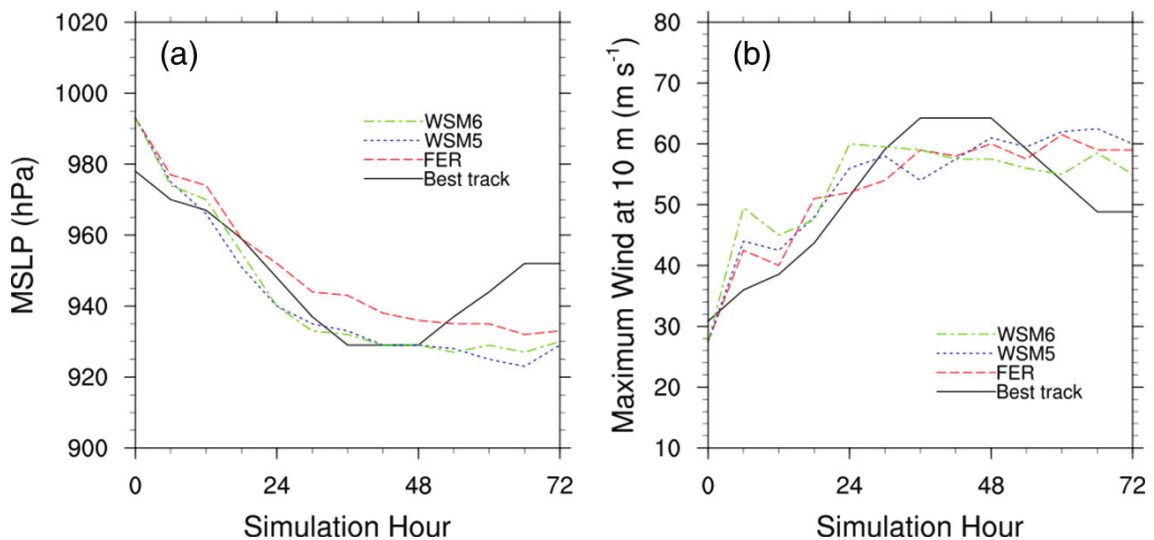 (a)
MSLP (hPa)
1020
1000
980
960
940
920
900
WSM6
WSM5
FER
Best track
0 24 48 72
Simulation Hour
(b)
Maximum Wind at 10 m (m s-1)
80
70
60
50
40
30
20
10
WSM6
WSM5
FER
Best track
0 24 48 72
Simulation Hour